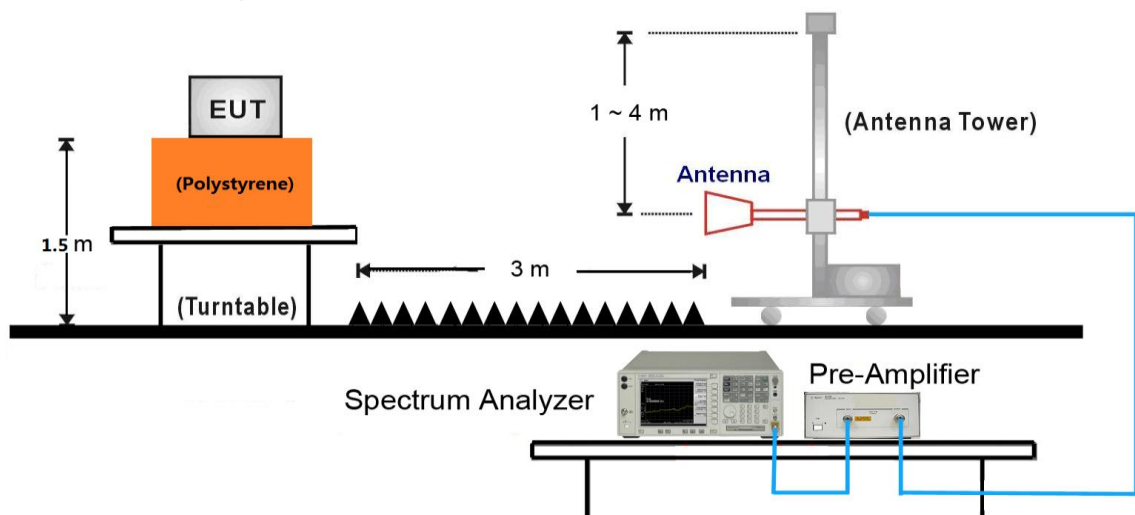 EUT
1 ~ 4 m
(Antenna Tower)
Antenna
(Polystyrene)
1.5 m
3 m
(Turntable)
Pre-Amplifier
Spectrum Analyzer